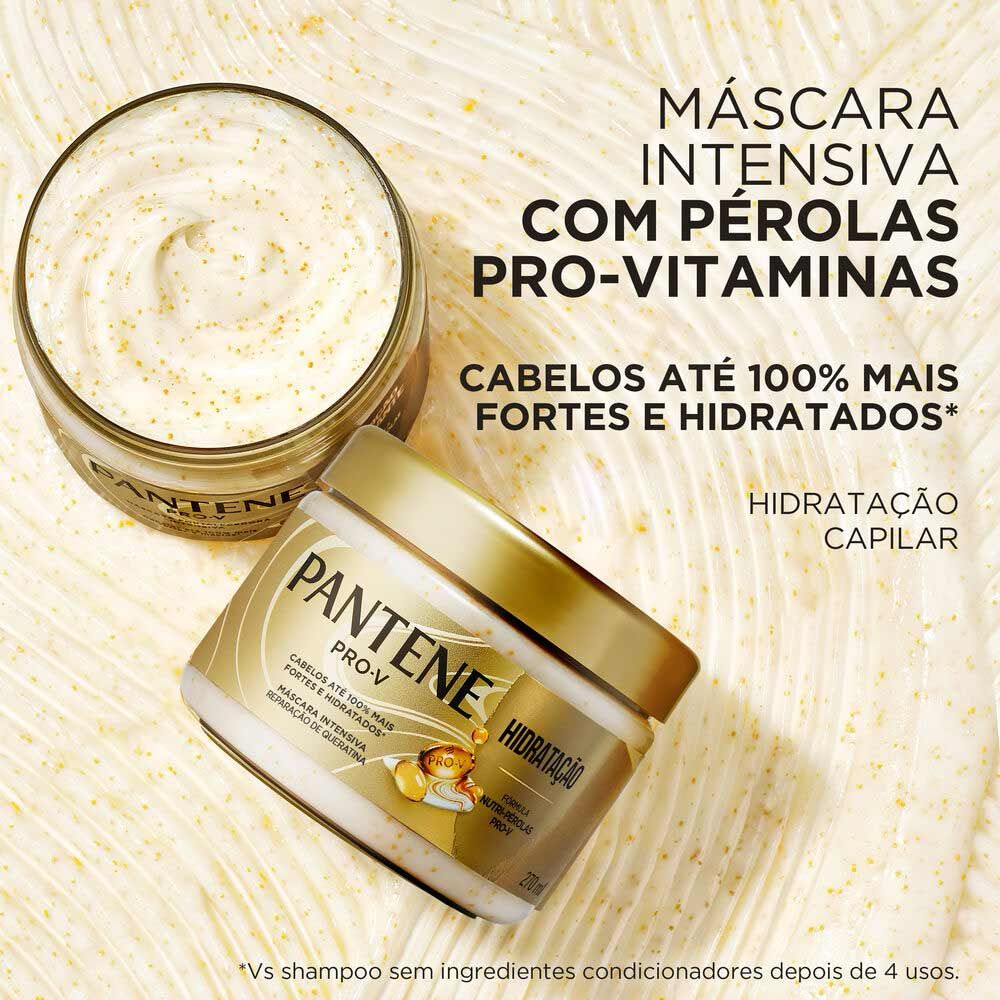 MÁSCARA
INTENSIVA
COM PÉROLAS
PRO-VITAMINAS
CABELOS ATÉ 100% MAIS
FORTES E HIDRATADOS*
HIDRATAÇÃO
CAPILAR
PANTENE
PRO-V
PANTENE
PRO-V
CABELOS ATÉ 100% MAIS
FORTES E HIDRATADOS*
MÁSCARA INTENSIVA
REPARAÇÃO DE QUERATINA
PRO-V
HIDRATAÇÃO
FÓRMULA
NUTRI-PÉROLAS
PRO-V
270 ml
*Vs shampoo sem ingredientes condicionadores depois de 4 usos.